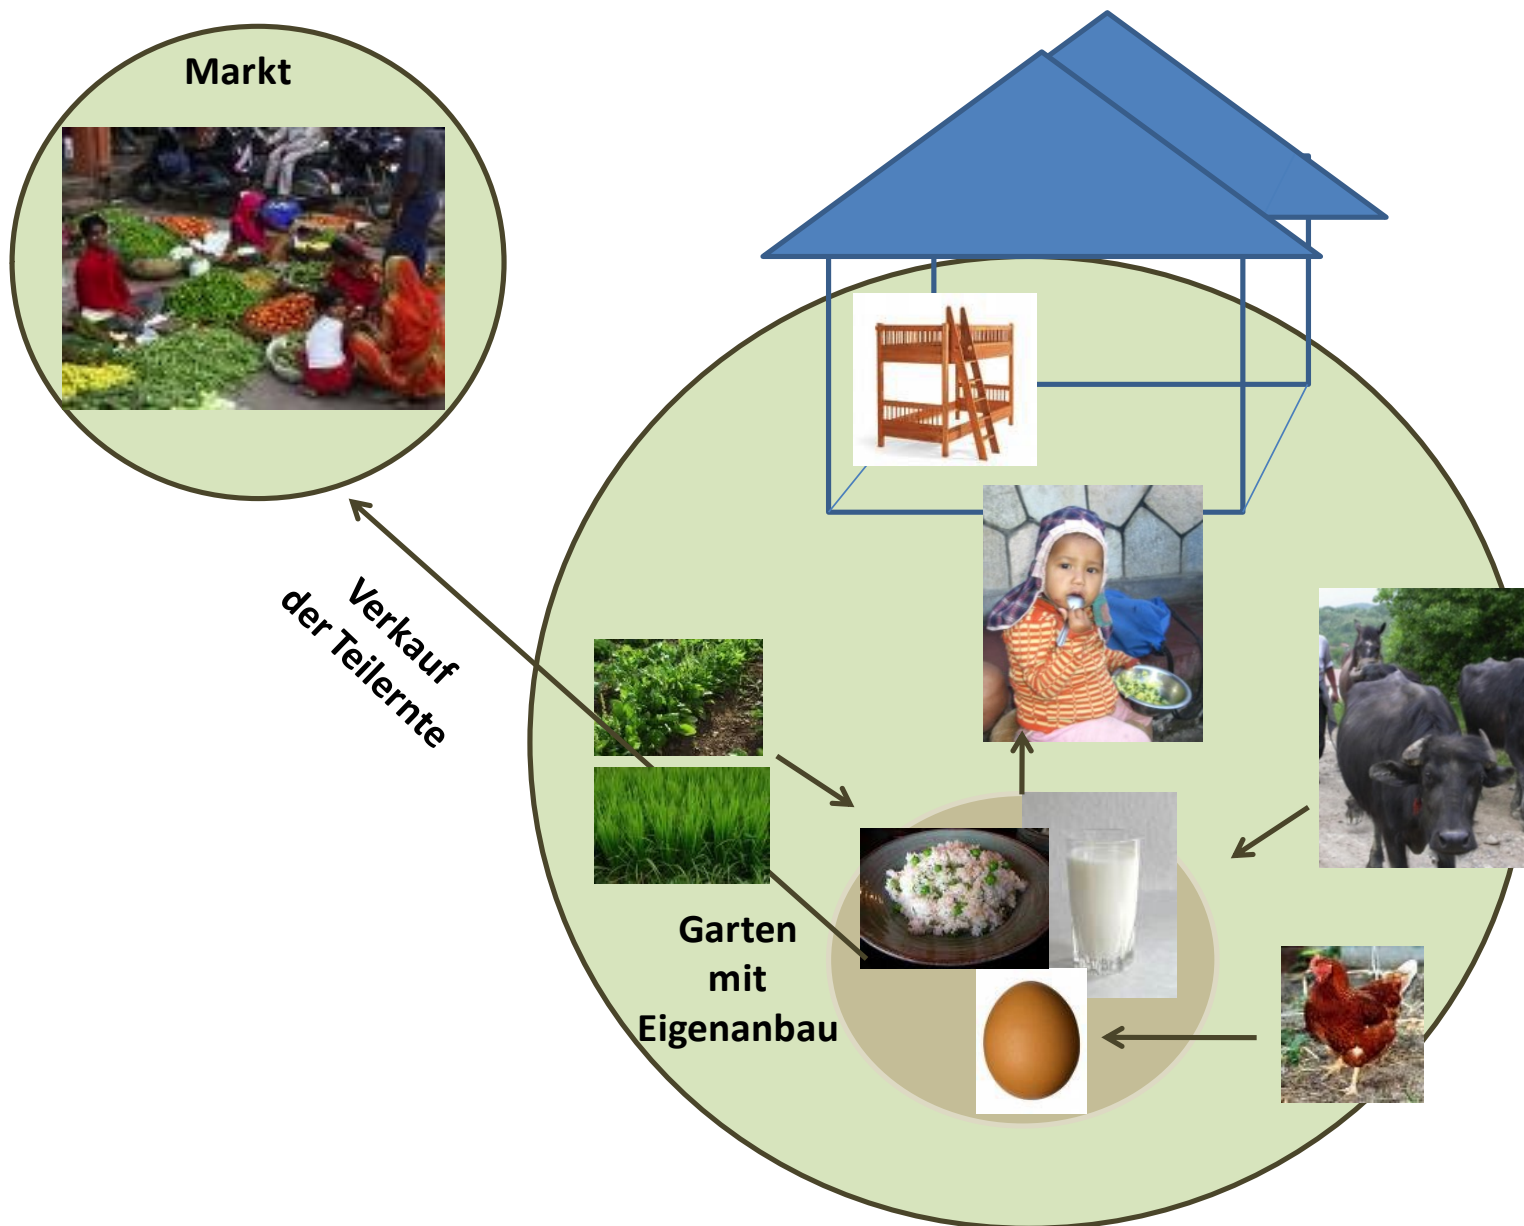 Markt
Verkauf
der Teilernte
Garten
mit
Eigenanbau